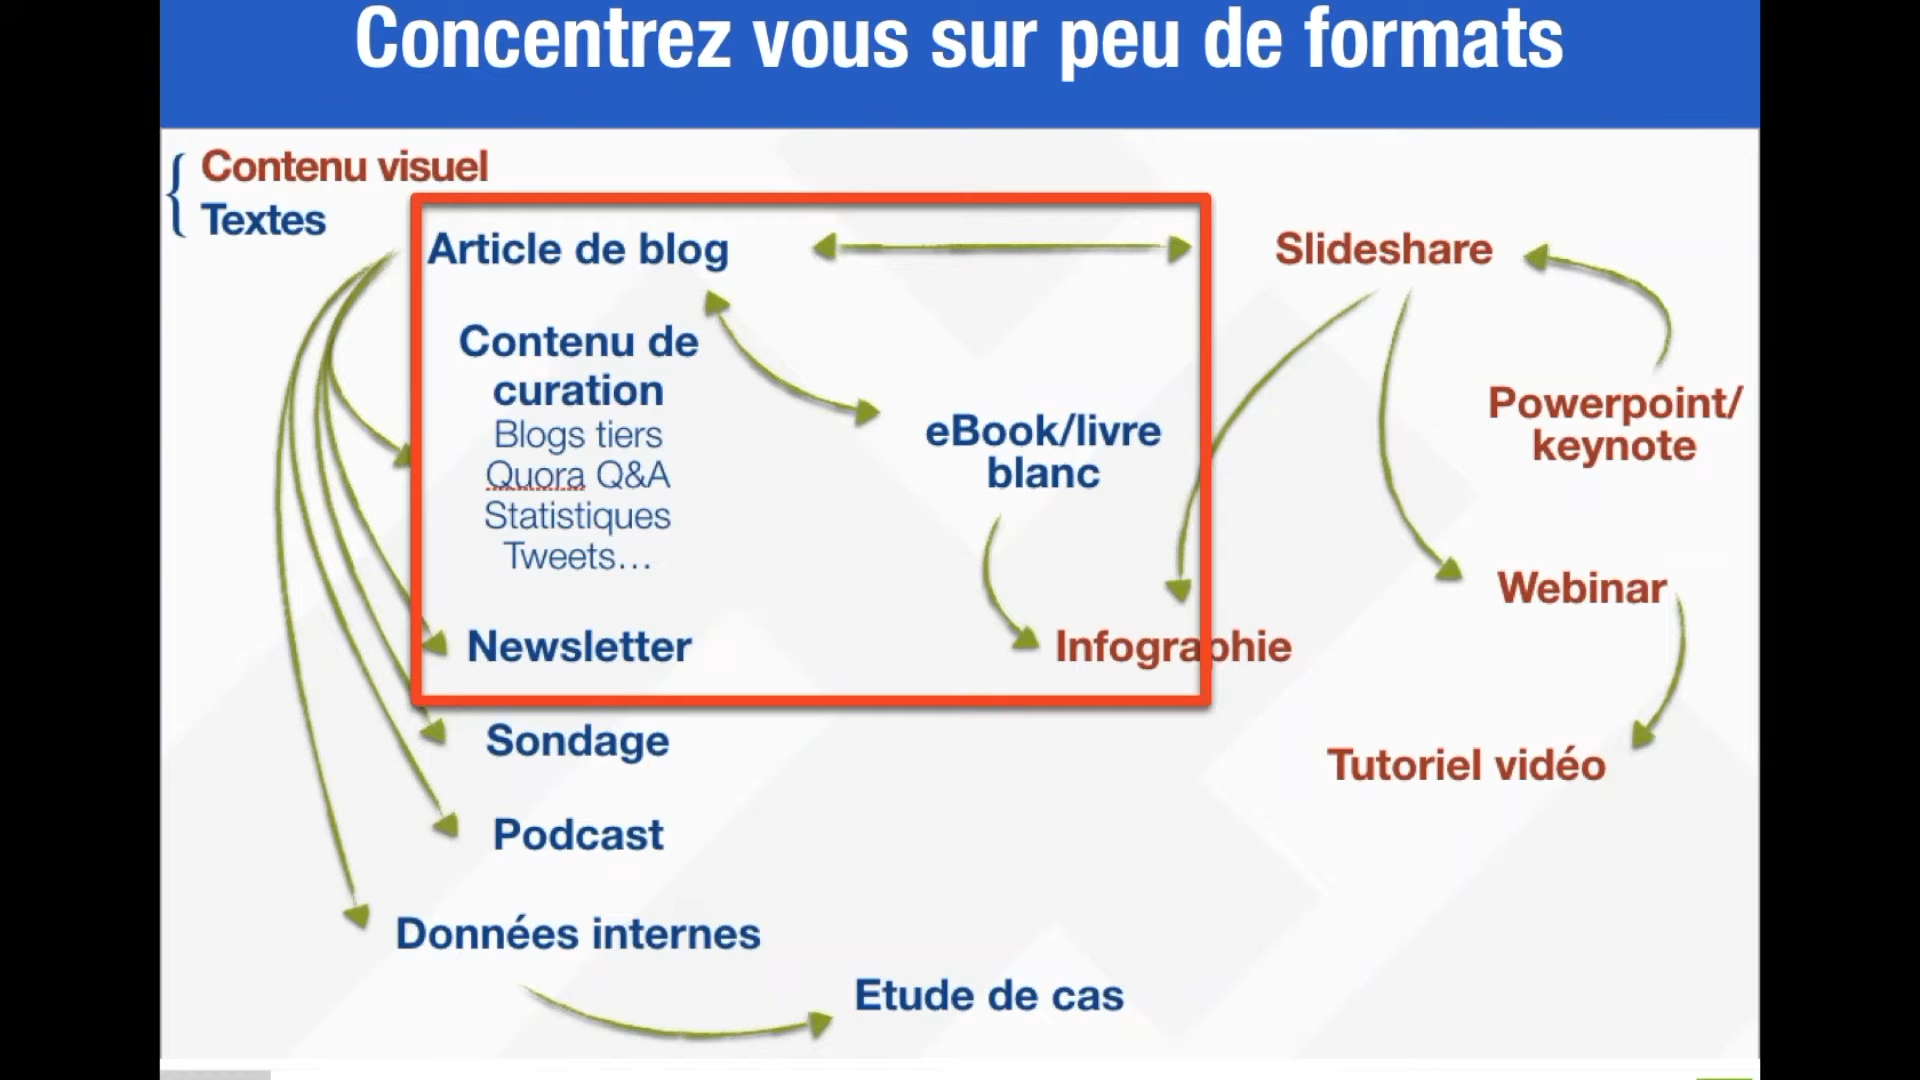 Concentrez vous sur peu de formats
Contenu visuel
Textes
Article de blog
Slideshare
Contenu de
curation
Blogs tiers
Quora Q&A
Statistiques
Tweets…
eBook/livre
blanc
Powerpoint/
keynote
Webinar
Newsletter
Infographie
Sondage
Tutoriel vidéo
Podcast
Données internes
Etude de cas